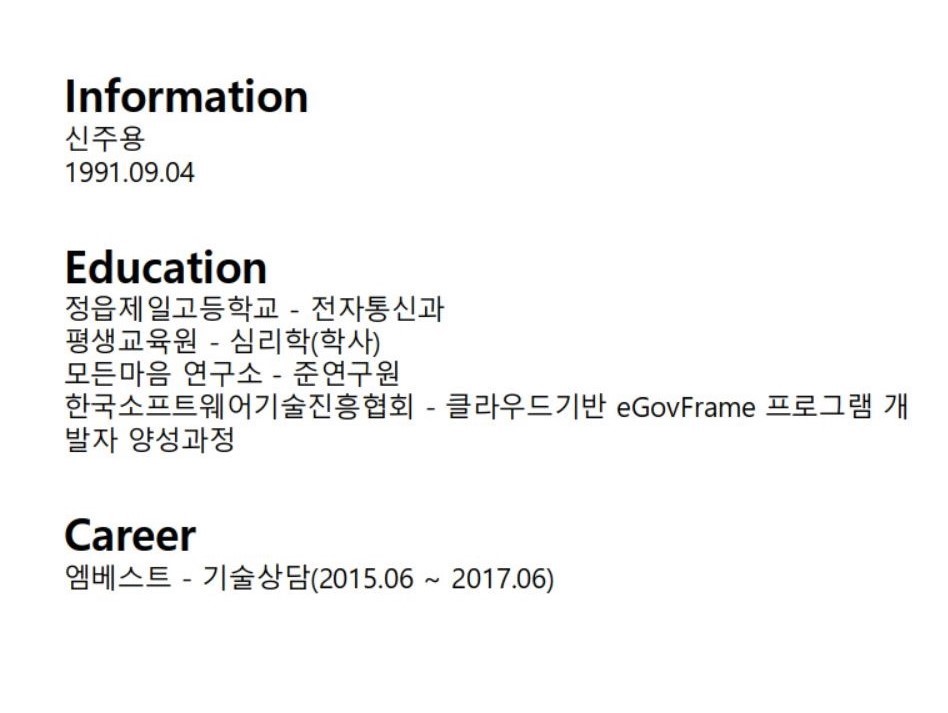 Information
신주용
1991.09.04
Education
정읍제일고등학교 - 전자통신과
평생교육원 - 심리학(학사)
모든마음 연구소 - 준연구원
한국소프트웨어기술진흥협회 - 클라우드기반 eGovFrame 프로그램 개
발자 양성과정
Career
엠베스트 - 기술상담(2015.06 ~ 2017.06)